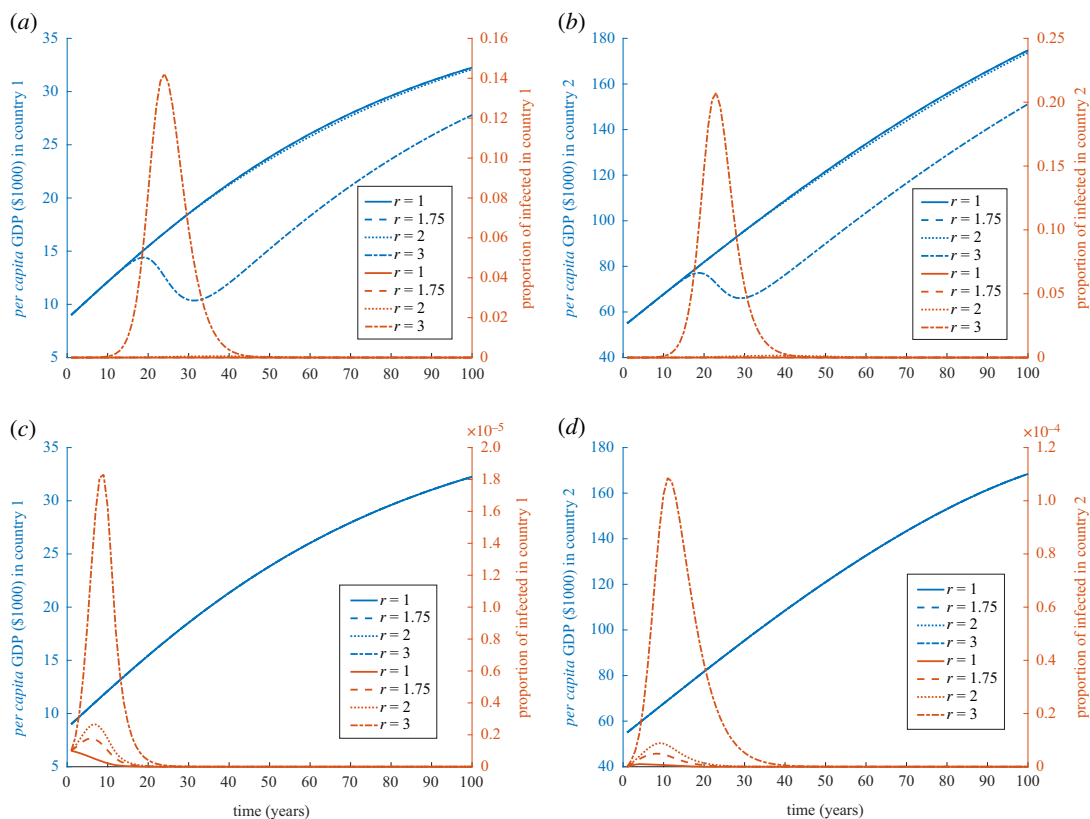 (a)
35
30
25
20
15
10
5
per capita GDP ($1000) in country 1
0.16
0.14
0.12
0.10
0.08
0.06
0.04
0.02
0
proportion of infected in country 1
r = 1
r = 1.75
r = 2
r = 3
r = 1
r = 1.75
r = 2
r = 3
0 10 20 30 40 50 60 70 80 90 100
(b)
180
160
140
120
100
80
60
40
per capita GDP ($1000) in country 2
0.25
0.20
0.15
0.10
0.05
0
proportion of infected in country 2
r = 1
r = 1.75
r = 2
r = 3
r = 1
r = 1.75
r = 2
r = 3
0 10 20 30 40 50 60 70 80 90 100
(c)
×10–5
35
30
25
20
15
10
5
per capita GDP ($1000) in country 1
2.0
1.8
1.6
1.4
1.2
1.0
0.8
0.6
0.4
0.2
0
proportion of infected in country 1
r = 1
r = 1.75
r = 2
r = 3
r = 1
r = 1.75
r = 2
r = 3
0 10 20 30 40 50 60 70 80 90 100
time (years)
(d)
×10–4
180
160
140
120
100
80
60
40
per capita GDP ($1000) in country 2
1.2
1.0
0.8
0.6
0.4
0.2
0
proportion of infected in country 2
r = 1
r = 1.75
r = 2
r = 3
r = 1
r = 1.75
r = 2
r = 3
0 10 20 30 40 50 60 70 80 90 100
time (years)